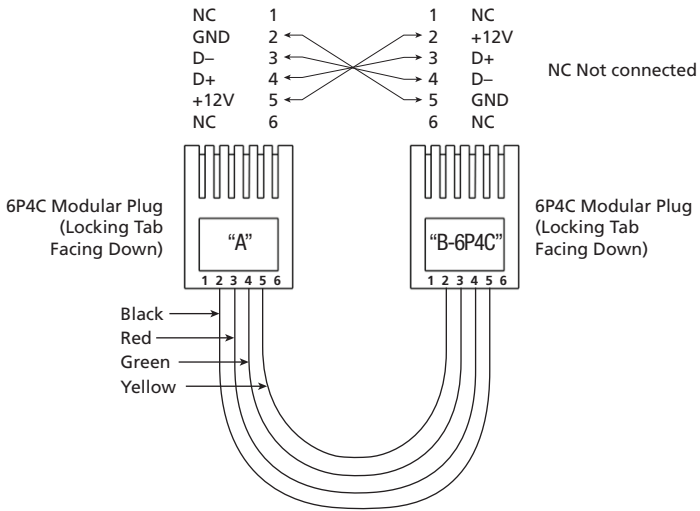 NC 1
GND 2
D– 3
D+ 4
+12V 5
NC 6
1 NC
2 +12V
3 D+
4 D–
5 GND
6 NC
NC Not connected
6P4C Modular Plug
(Locking Tab
Facing Down)
“A”
1 2 3 4 5 6
“B-6P4C”
1 2 3 4 5 6
6P4C Modular Plug
(Locking Tab
Facing Down)
Black
Red
Green
Yellow